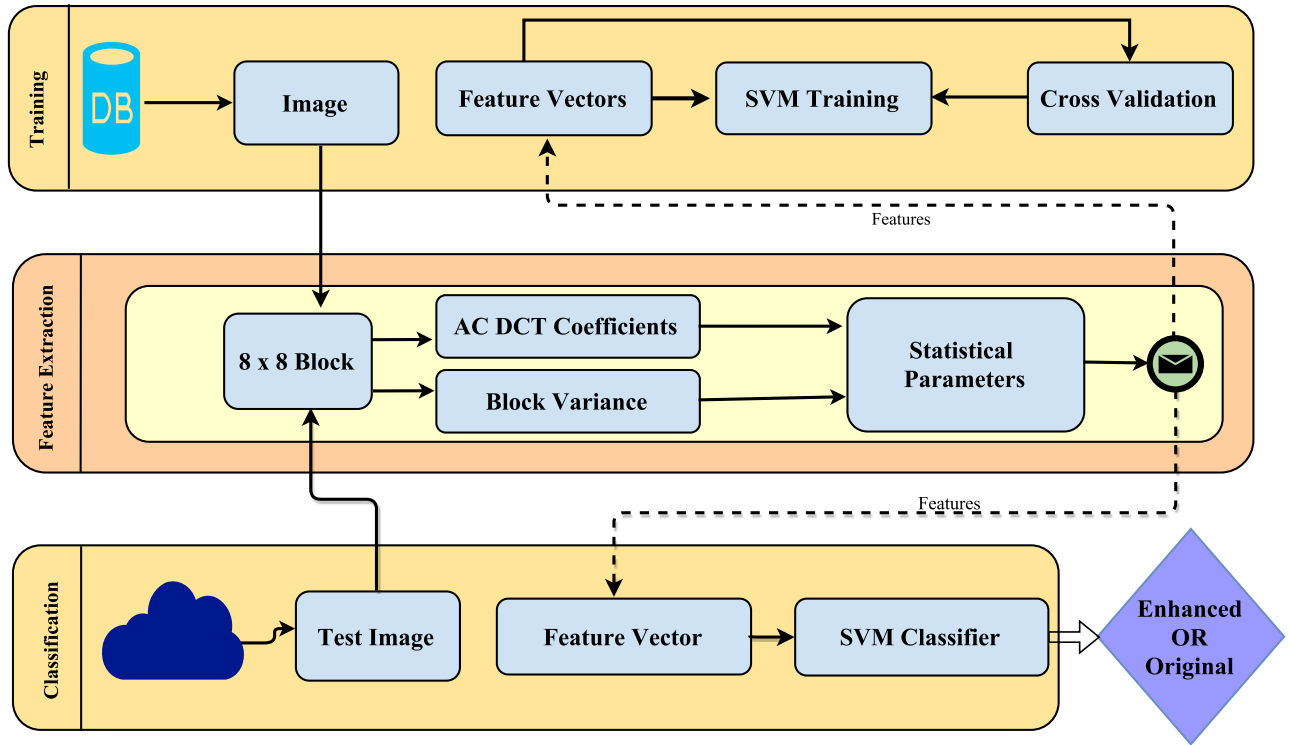 Training
DB
Image
Feature Vectors
SVM Training
Cross Validation
Features
Feature Extraction
8 x 8 Block
AC DCT Coefficients
Block Variance
Statistical
Parameters
Features
Classification
Test Image
Feature Vector
SVM Classifier
Enhanced
OR
Original